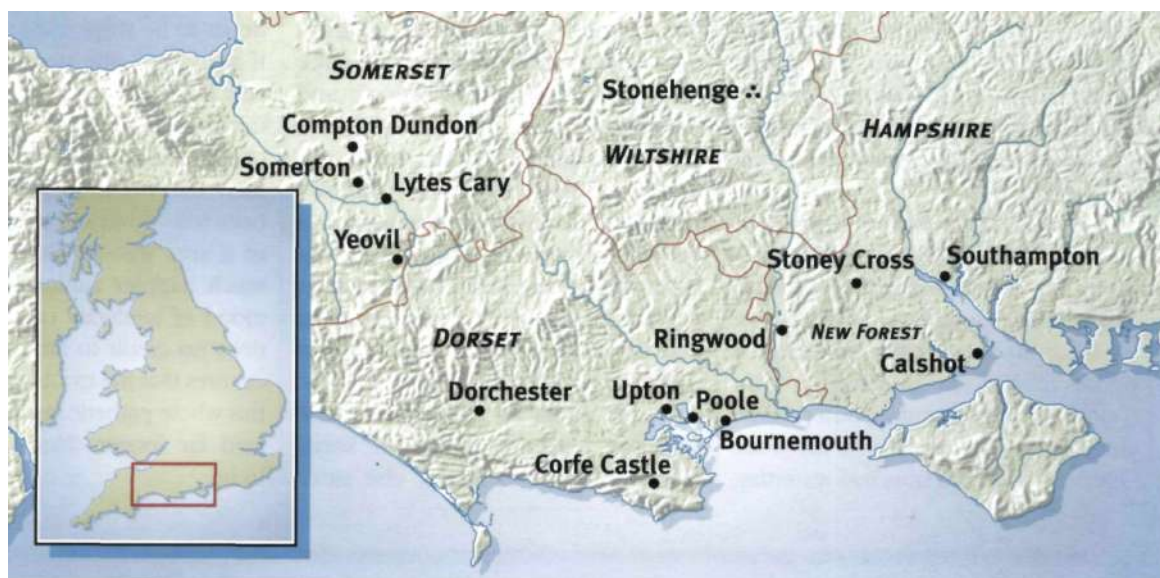 SOMERSET
Stonehenge
Compton Dundon
HAMPSHIRE
Somerton
WILTSHIRE
Lytes Cary
Yeovil
Stoney Cross
Southampton
DORSET
Ringwood
NEW FOREST
Calshot
Dorchester
Upton
Poole
Bournemouth
Corfe Castle